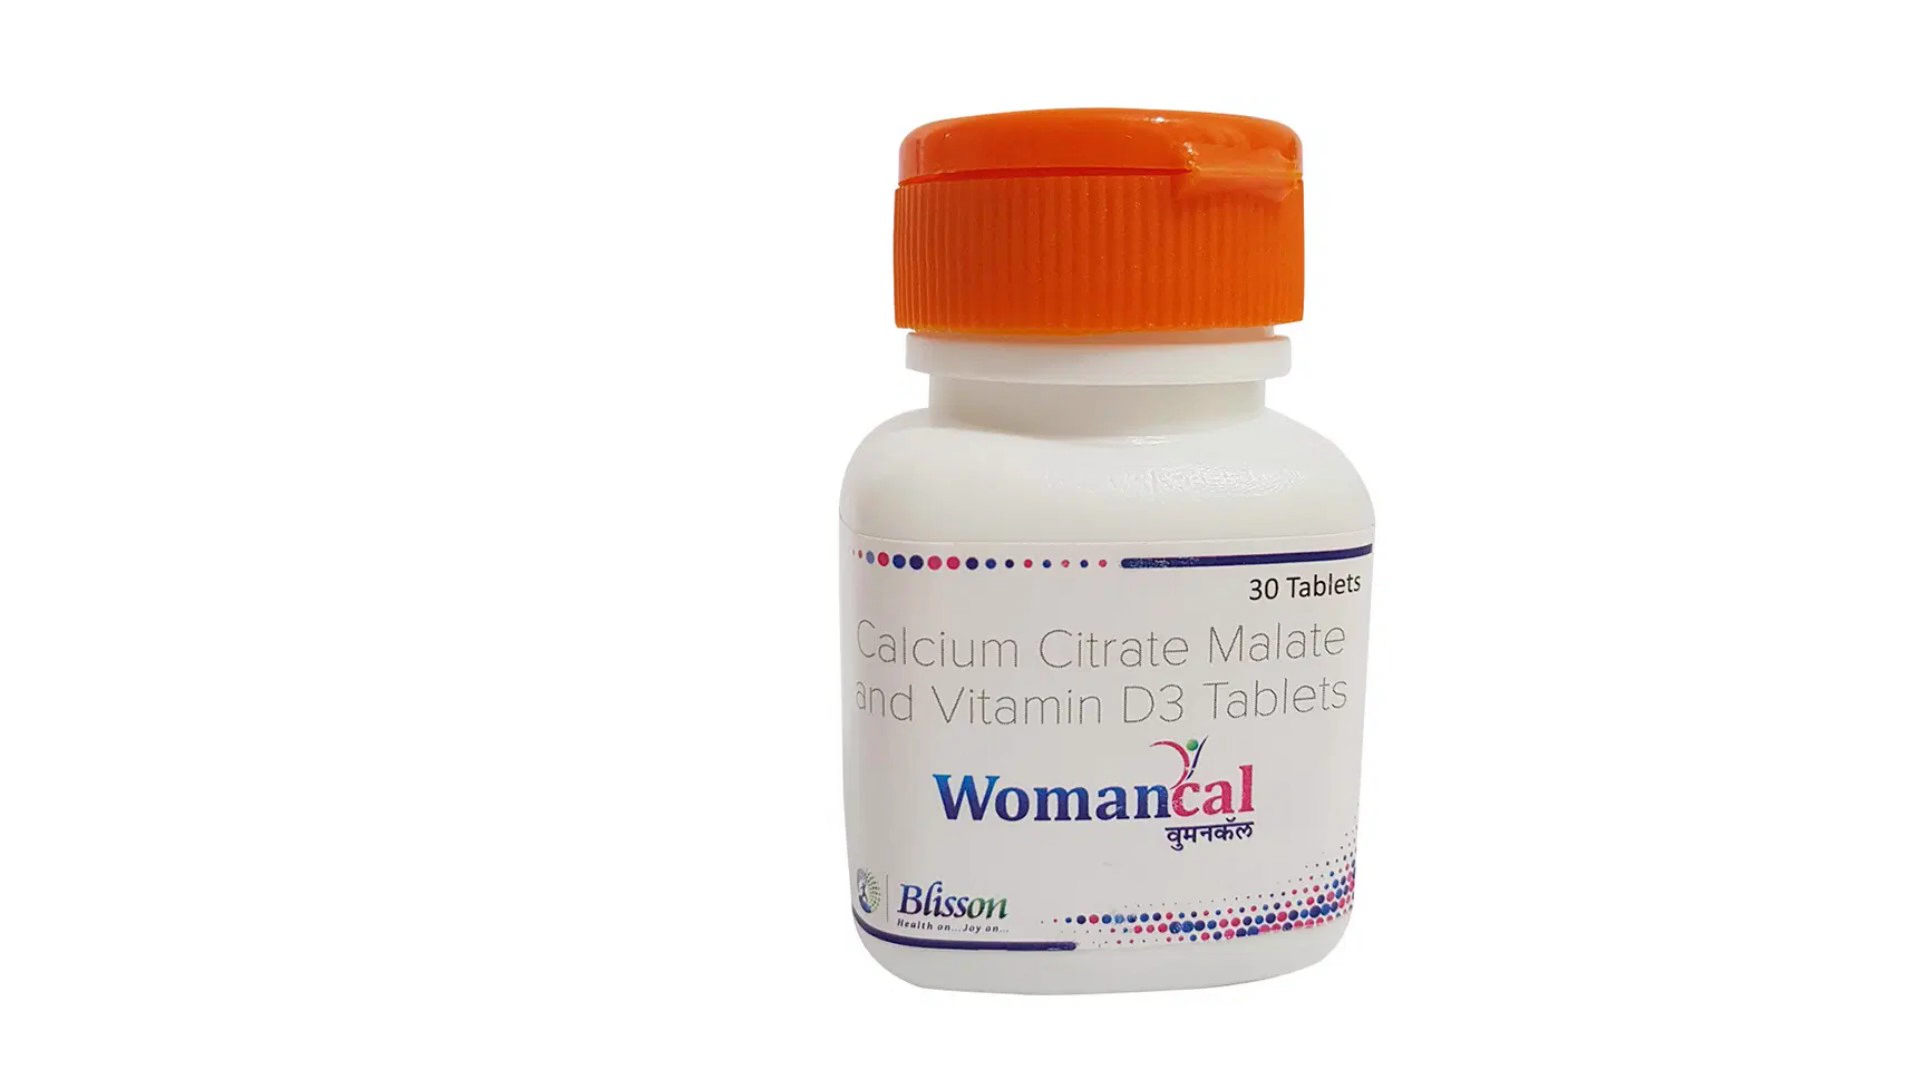 30 Tablets
Calcium Citrate Malate
and Vitamin D3 Tablets
Womancal
वुमनकॅल
Blisson
Health on...Joy on...